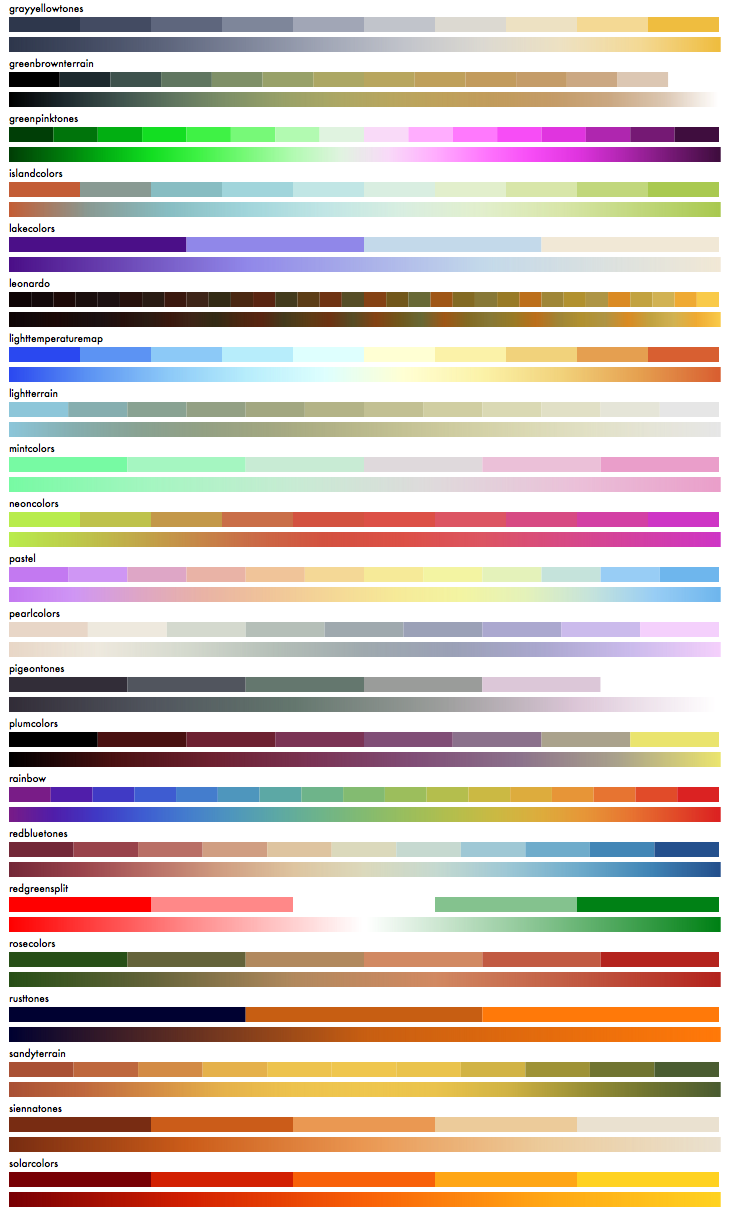 grayyellowtones
greenbrownterrain
greenpinktones
islandcolors
lakecolors
leonardo
lighttemperaturemap
lightterrain
mintcolors
neoncolors
pastel
pearlcolors
pigeontones
plumcolors
rainbow
redbluetones
redgreensplit
rosecolors
rusttones
sandyterrain
siennatones
solarcolors